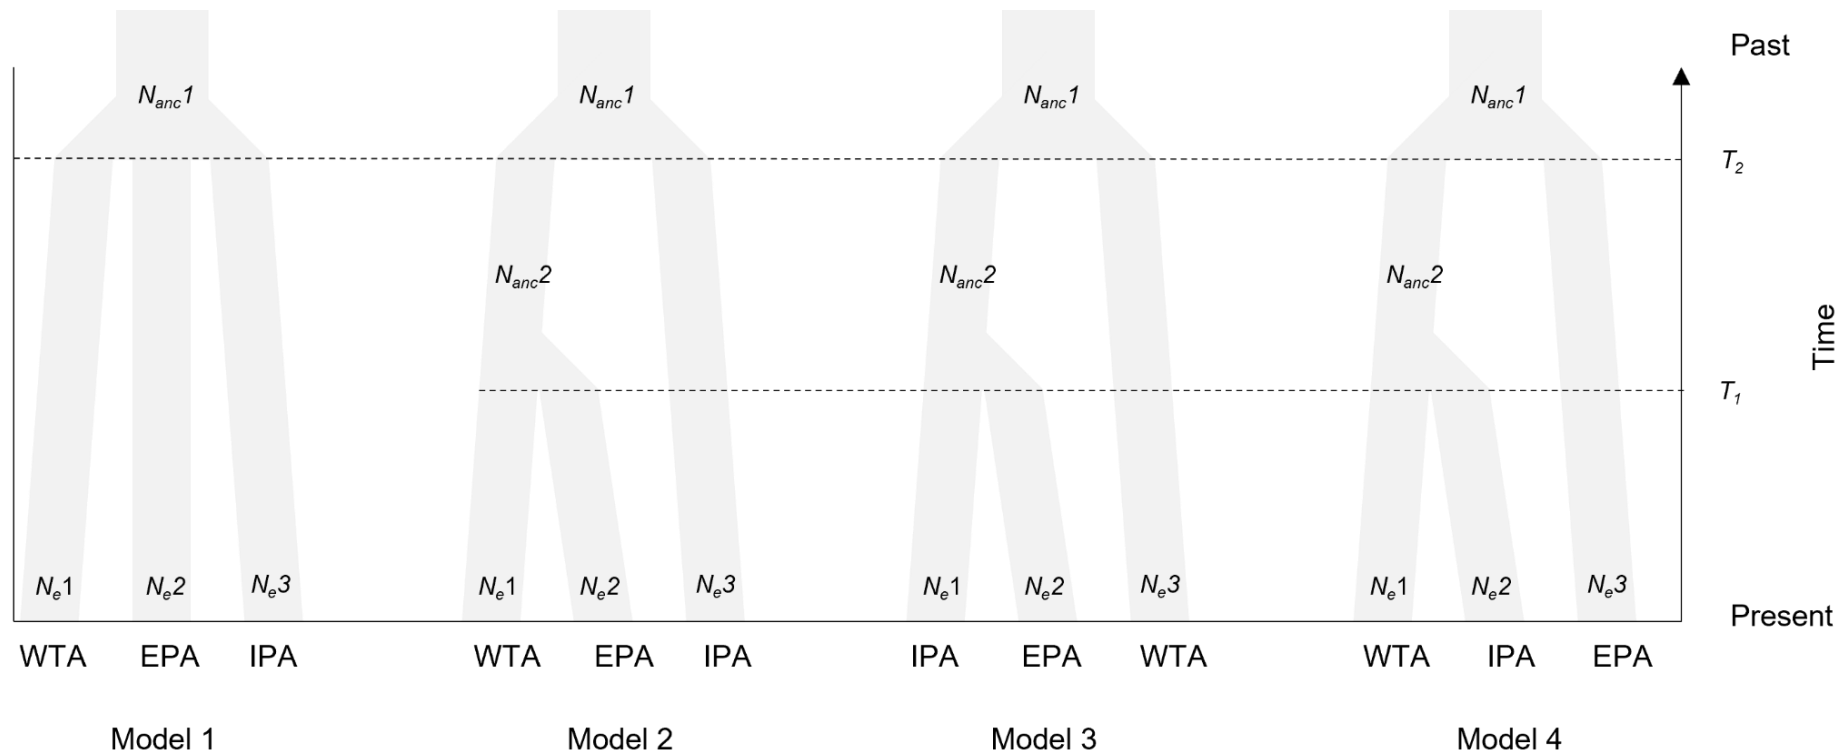 Past
Nanc1 Nanc1 Nanc1 Nanc1
T2
Nanc2 Nanc2 Nanc2
Time
T1
Ne1 Ne2 Ne3 Ne1 Ne2 Ne3 Ne1 Ne2 Ne3 Ne1 Ne2 Ne3
Present
WTA EPA IPA WTA EPA IPA IPA EPA WTA WTA IPA EPA
Model 1 Model 2 Model 3 Model 4